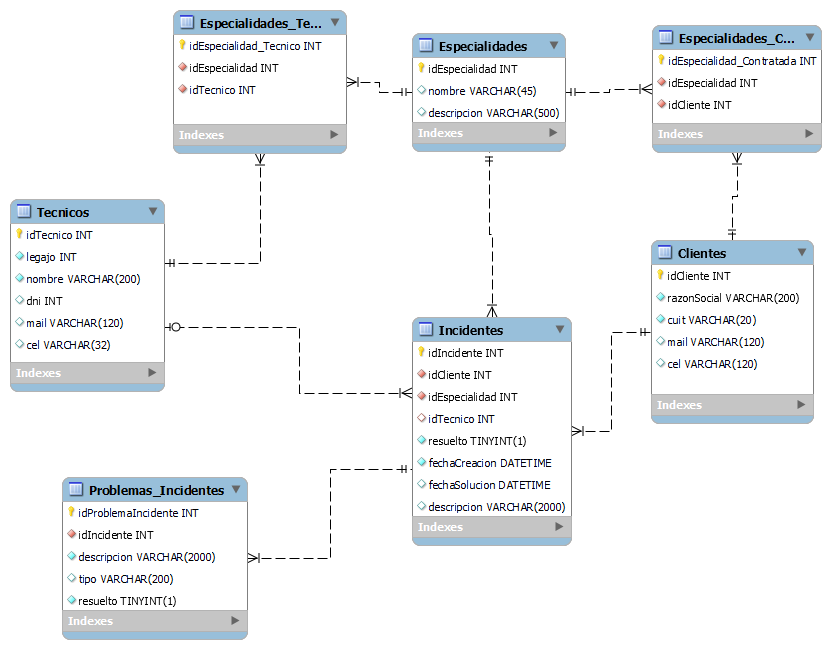 Especialidades_Te...
idEspecialidad_Tecnico INT
idEspecialidad INT
idTecnico INT
Indexes
Especialidades
idEspecialidad INT
nombre VARCHAR(45)
descripcion VARCHAR(500)
Indexes
Especialidades_C...
idEspecialidad_Contratada INT
idEspecialidad INT
idCliente INT
Indexes
Tecnicos
idTecnico INT
legajo INT
nombre VARCHAR(200)
dni INT
mail VARCHAR(120)
cel VARCHAR(32)
Indexes
Incidentes
idIncidente INT
idCliente INT
idEspecialidad INT
idTecnico INT
resuelto TINYINT(1)
fechaCreacion DATETIME
fechaSolucion DATETIME
descripcion VARCHAR(2000)
Indexes
Clientes
idCliente INT
razonSocial VARCHAR(200)
cuit VARCHAR(20)
mail VARCHAR(120)
cel VARCHAR(120)
Indexes
Problemas_Incidentes
idProblemaIncidente INT
idIncidente INT
descripcion VARCHAR(2000)
tipo VARCHAR(200)
resuelto TINYINT(1)
Indexes